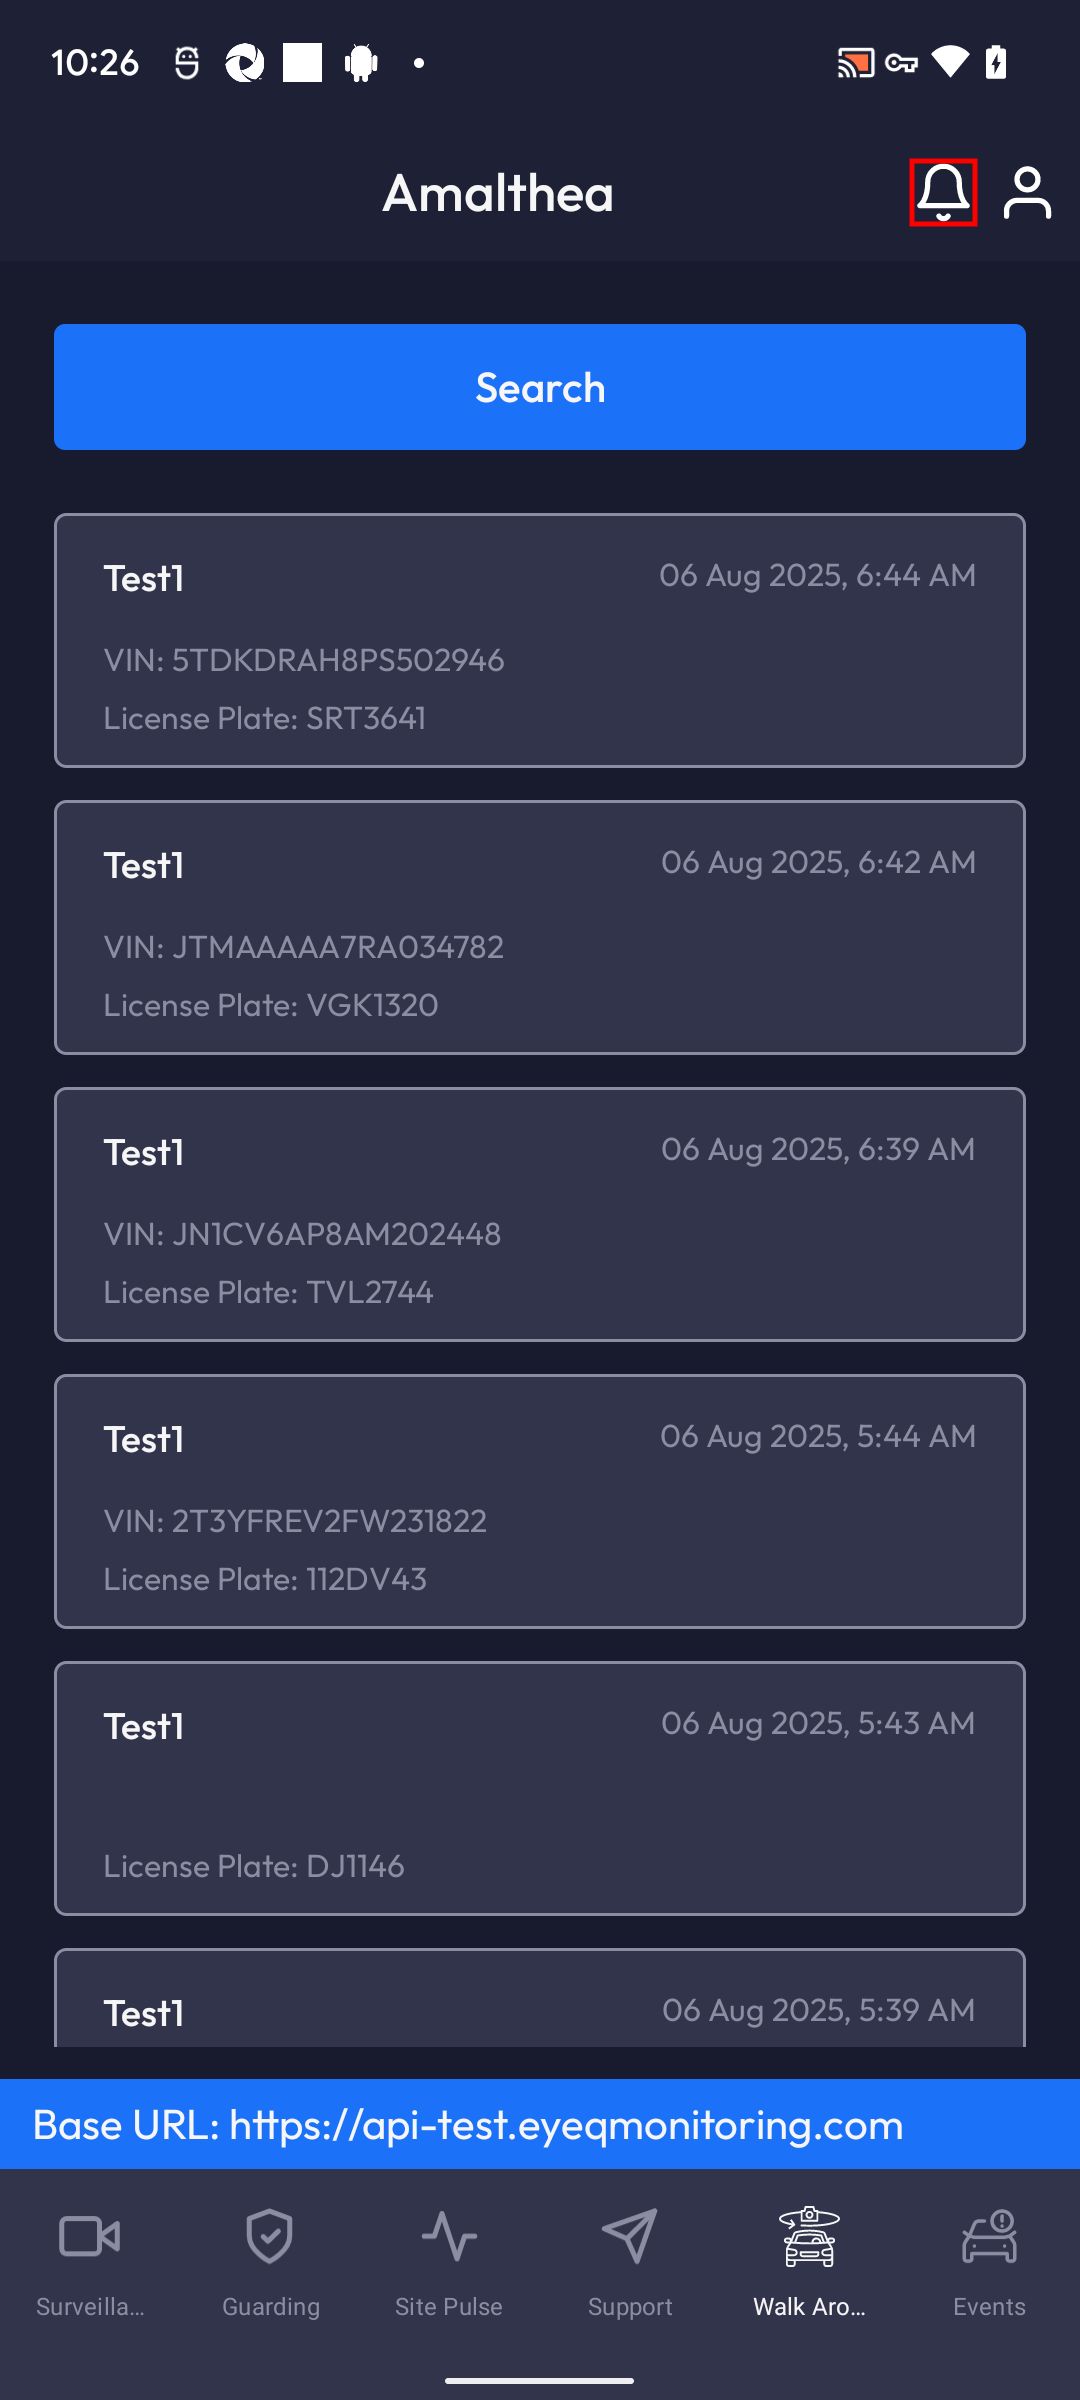 10:26
Amalthea
Search
Test1 06 Aug 2025, 6:44 AM
VIN: 5TDKDRAH8PS502946
License Plate: SRT3641
Test1 06 Aug 2025, 6:42 AM
VIN: JTMAAAAA7RA034782
License Plate: VGK1320
Test1 06 Aug 2025, 6:39 AM
VIN: JN1CV6AP8AM202448
License Plate: TVL2744
Test1 06 Aug 2025, 5:44 AM
VIN: 2T3YFREV2FW231822
License Plate: 112DV43
Test1 06 Aug 2025, 5:43 AM
License Plate: DJ1146
Test1 06 Aug 2025, 5:39 AM
Base URL: https://api-test.eyeqmonitoring.com
Surveilla... Guarding Site Pulse Support Walk Aro... Events